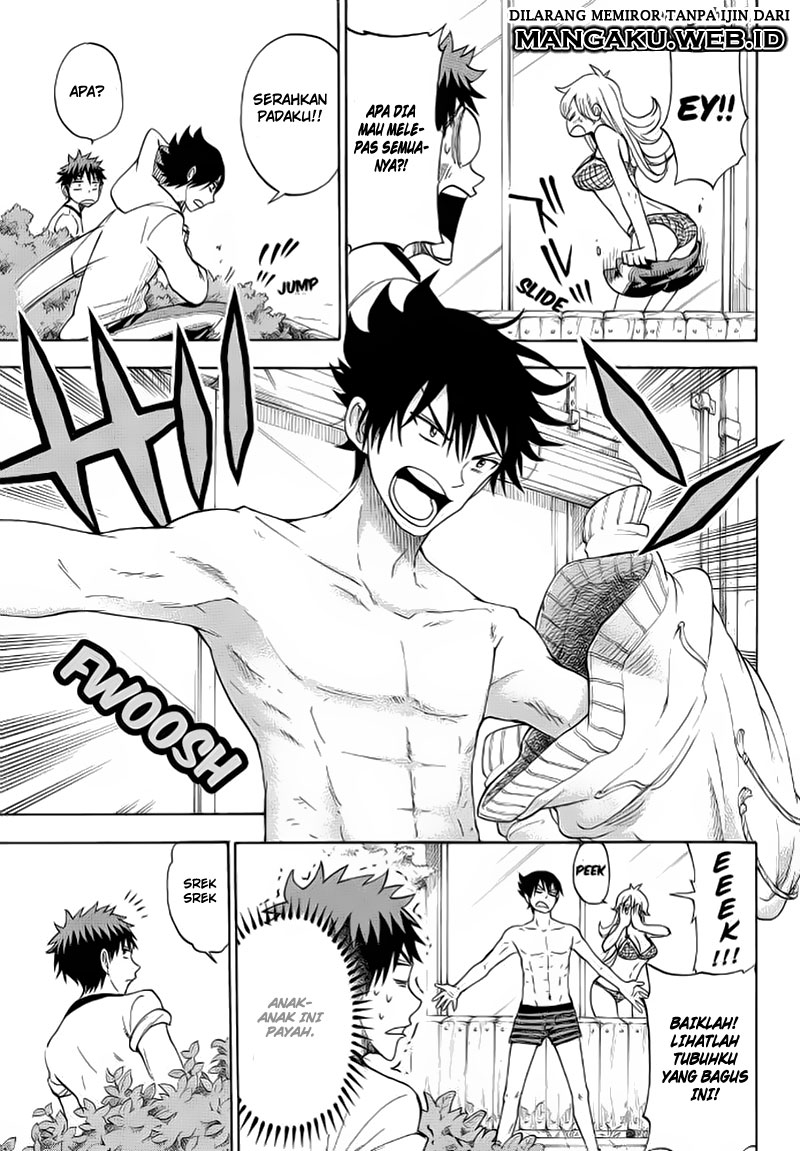 DILARANG MEMIROR TANPA IJIN DARI
MANGAKU.WEB.ID
EY!!
SLIDE
APA DIA
MAU MELE-
PAS SEMUA-
NYA?!
SERAHKAN
PADAKU!!
APA?
JUMP
FWOOSH
EEEK!!!
PEEK
BAIKLAH!
LIHATLAH
TUBUHKU
YANG BAGUS
INI!
ANAK-
ANAK INI
PAYAH.
SREK
SREK